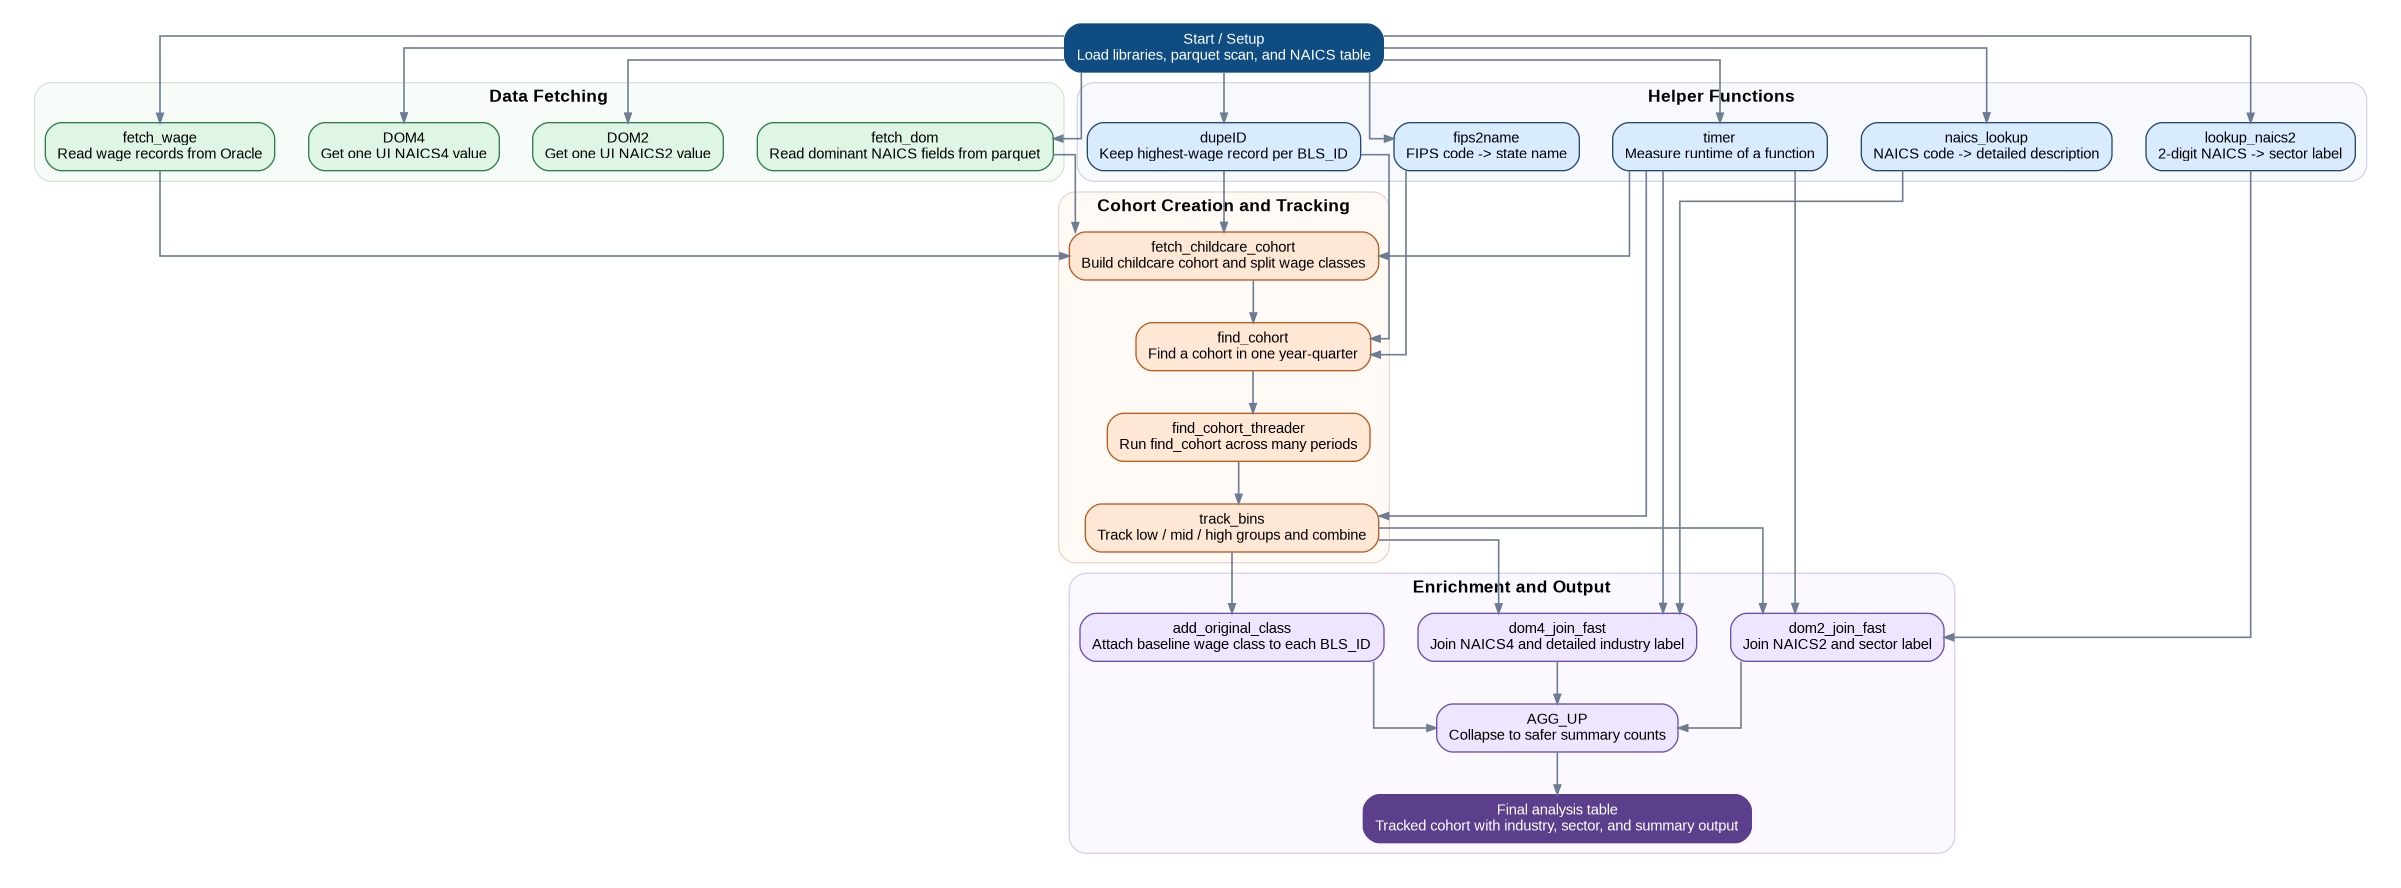 Start / Setup
Load libraries, parquet scan, and NAICS table
Data Fetching
fetch_wage
Read wage records from Oracle
DOM4
Get one UI NAICS4 value
DOM2
Get one UI NAICS2 value
fetch_dom
Read dominant NAICS fields from parquet
Helper Functions
dupeID
Keep highest-wage record per BLS_ID
fips2name
FIPS code -> state name
timer
Measure runtime of a function
naics_lookup
NAICS code -> detailed description
lookup_naics2
2-digit NAICS -> sector label
Cohort Creation and Tracking
fetch_childcare_cohort
Build childcare cohort and split wage classes
find_cohort
Find a cohort in one year-quarter
find_cohort_threader
Run find_cohort across many periods
track_bins
Track low / mid / high groups and combine
Enrichment and Output
add_original_class
Attach baseline wage class to each BLS_ID
dom4_join_fast
Join NAICS4 and detailed industry label
dom2_join_fast
Join NAICS2 and sector label
AGG_UP
Collapse to safer summary counts
Final analysis table
Tracked cohort with industry, sector, and summary output